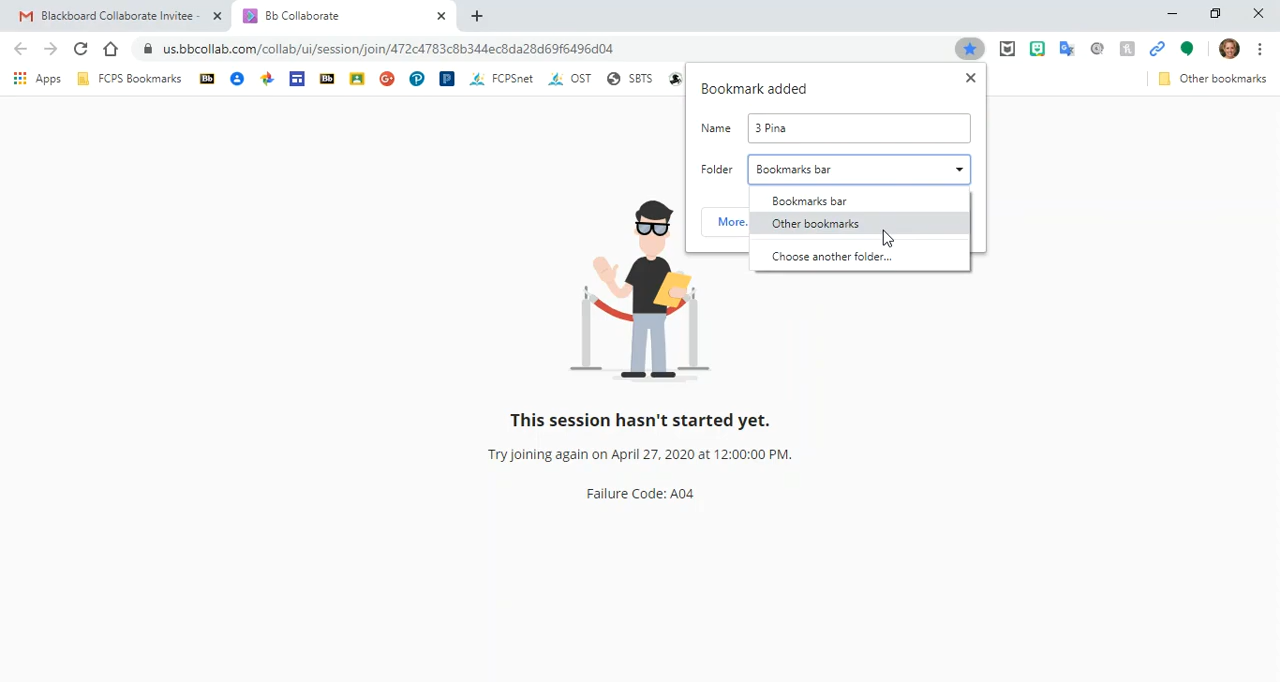 Blackboard Collaborate Invitee -
Bb Collaborate
us.bbcollab.com/collab/ui/session/join/472c4783c8b344ec8da28d69f6496d04
Apps
FCPS Bookmarks
Bb
Bb
FCPSnet
OST
SBTS
Other bookmarks
Bookmark added
Name
3 Pina
Folder
Bookmarks bar
Bookmarks bar
More.
Other bookmarks
Choose another folder...
This session hasn't started yet.
Try joining again on April 27, 2020 at 12:00:00 PM.
Failure Code: A04